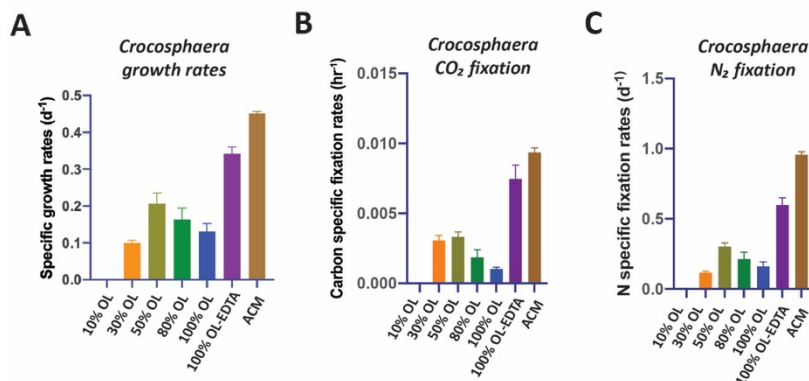 A
Crocosphaera
growth rates
Specific growth rates (d⁻¹)
0.5
0.4
0.3
0.2
0.1
0.0
10% OL
30% OL
50% OL
80% OL
100% OL
100% OL-EDTA
ACM
B
Crocosphaera
CO₂ fixation
Carbon specific fixation rates (hr⁻¹)
0.015
0.010
0.005
0.000
10% OL
30% OL
50% OL
80% OL
100% OL
100% OL-EDTA
ACM
C
Crocosphaera
N₂ fixation
N specific fixation rates (d⁻¹)
1.5
1.0
0.5
0.0
10% OL
30% OL
50% OL
80% OL
100% OL
100% OL-EDTA
ACM